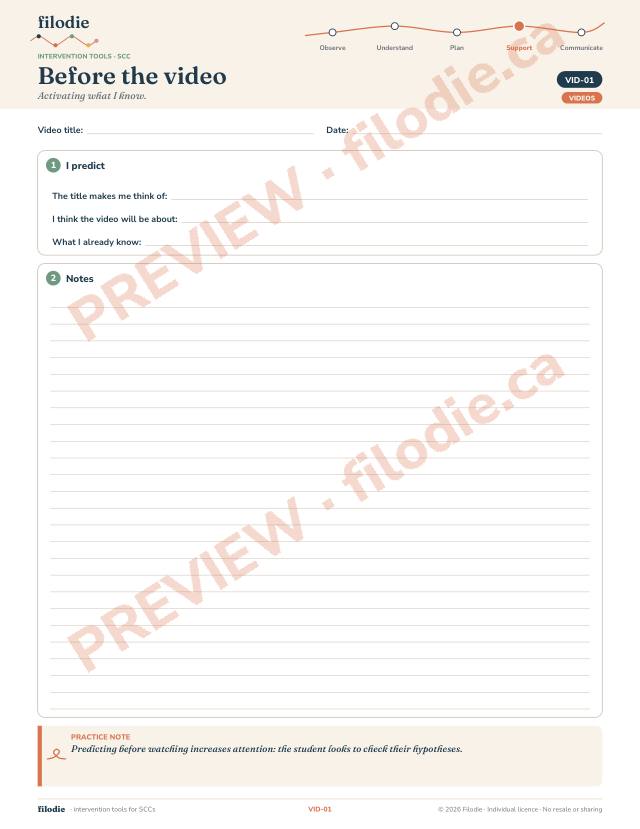 filodie
Observe Understand Plan Support Communicate
INTERVENTION TOOLS · SCC
Before the video
VID-01
Activating what I know.
VIDEOS
Video title: Date:
1 I predict
The title makes me think of:
I think the video will be about:
What I already know:
2 Notes
PREVIEW · filodie.ca
PREVIEW · filodie.ca
PRACTICE NOTE
Predicting before watching increases attention: the student looks to check their hypotheses.
filodie · Intervention tools for SCCs VID-01 © 2026 Filodie · Individual licence · No resale or sharing